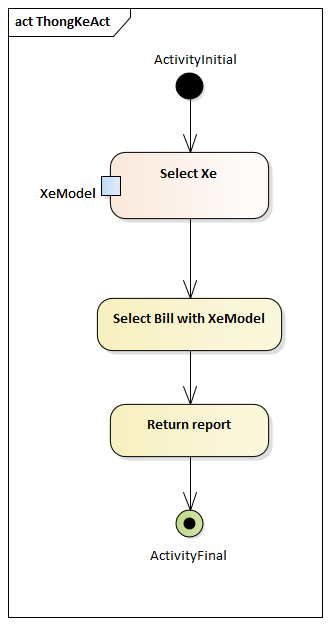 act ThongKeAct
ActivityInitial
Select Xe
XeModel
Select Bill with XeModel
Return report
ActivityFinal